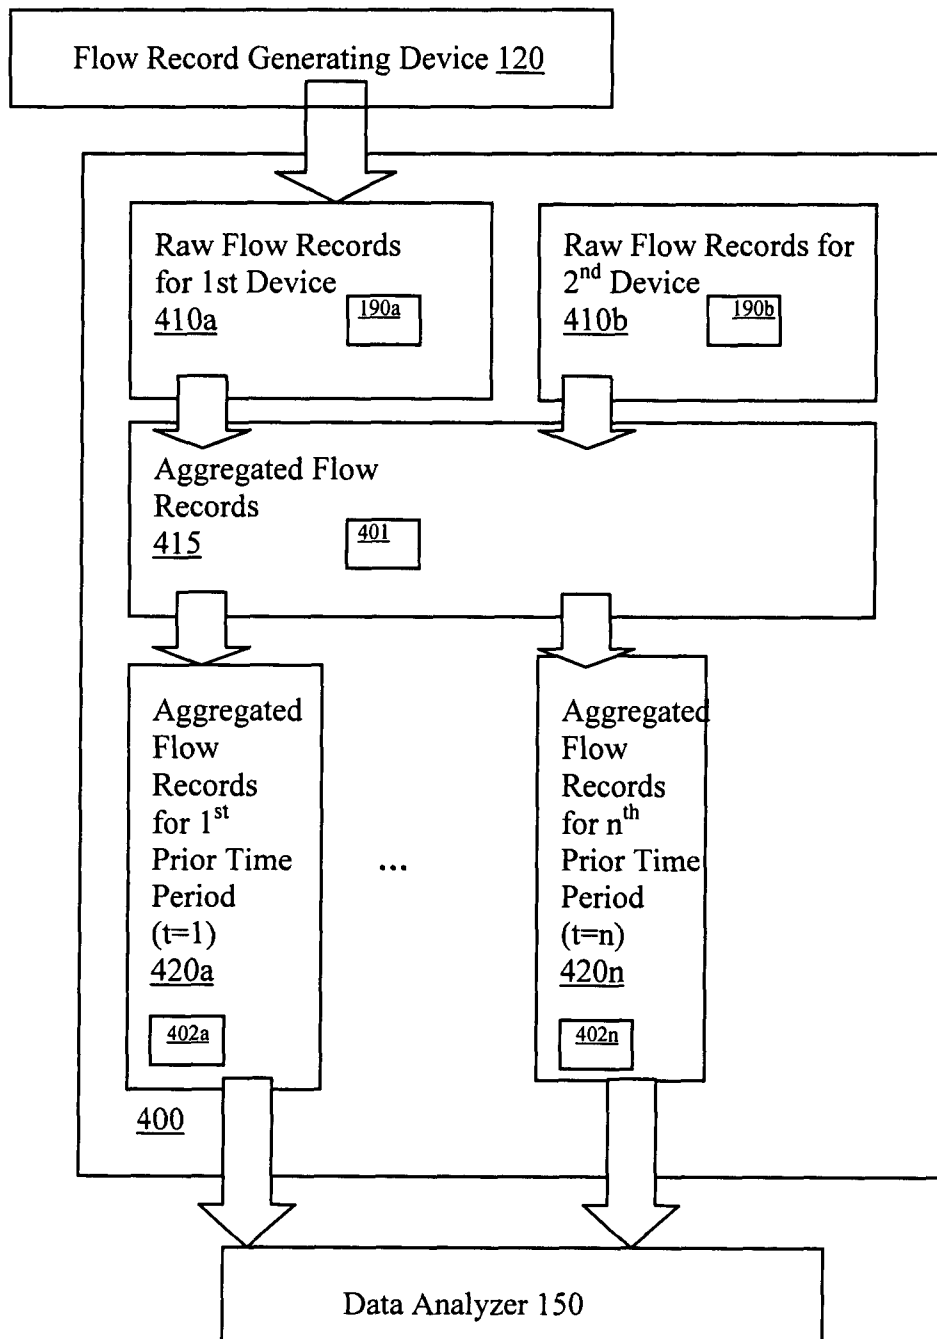 Flow Record Generating Device 120
Raw Flow Records
for 1st Device
410a
190a
Raw Flow Records for
2nd Device
410b
190b
Aggregated Flow
Records
415
401
Aggregated
Flow
Records
for 1st
Prior Time
Period
(t=1)
420a
402a
...
Aggregated
Flow
Records
for nth
Prior Time
Period
(t=n)
420n
402n
400
Data Analyzer 150